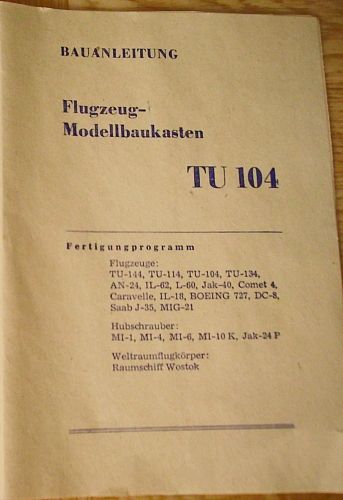 BAUANLEITUNG
Flugzeug-
Modellbaukasten
TU 104
Fertigungprogramm
Flugzeuge:
TU-144, TU-114, TU-104, TU-134,
AN-24, IL-62, L-60, Jak-40, Comet 4,
Caravelle, IL-18, BOEING 727, DC-8,
Saab J-35, MIG-21
Hubschrauber:
MI-1, MI-4, MI-6, MI-10 K, Jak-24 P
Weltraumflugkörper:
Raumschiff Wostok